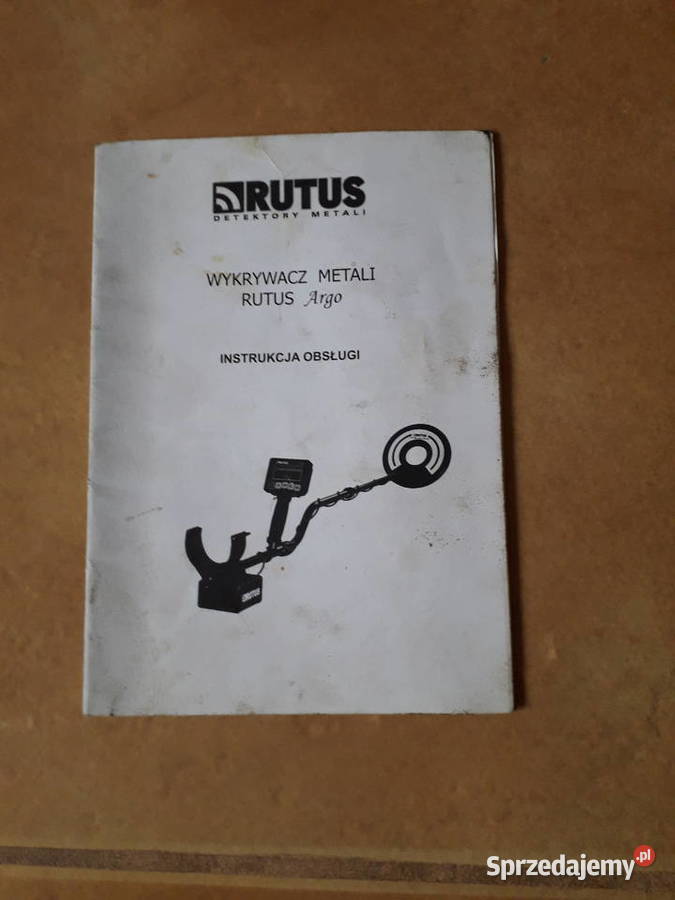 RUTUS
DETEKTORY METALI
WYKRYWACZ METALI
RUTUS Argo
INSTRUKCJA OBSŁUGI
RUTUS
Sprzedajemy.pl